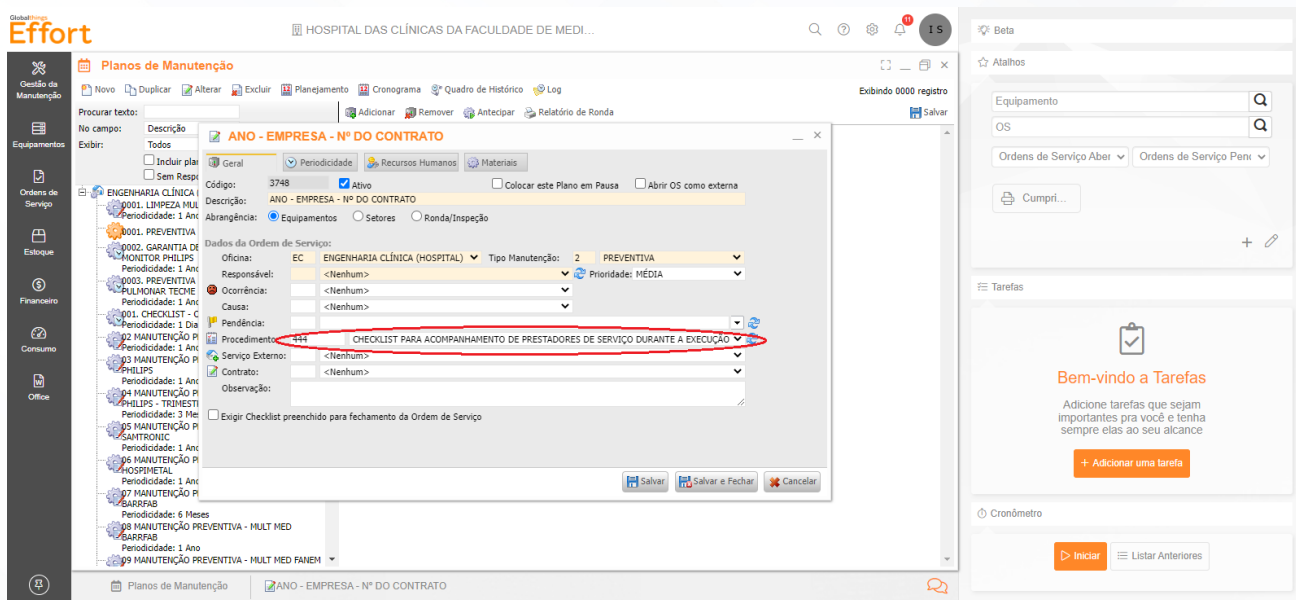 Globalthings
Effort
HOSPITAL DAS CLÍNICAS DA FACULDADE DE MEDI...
11
I S
Gestão da Manutenção
Equipamentos
Ordens de Serviço
Estoque
Financeiro
Consumo
Office
Planos de Manutenção
Novo Duplicar Alterar Excluir Planejamento Cronograma Quadro de Histórico Log
Exibindo 0000 registro
Procurar texto:
Adicionar Remover Antecipar Relatório de Ronda
Salvar
No campo: Descrição
Exibir: Todos
Incluir pla
Sem Resp
ENGENHARIA CLÍNICA (
0001. LIMPEZA MUL
Periodicidade: 1 Ano
0001. PREVENTIVA
0002. GARANTIA DE
MONITOR PHILIPS
Periodicidade: 1 Ano
0003. PREVENTIVA
PULMONAR TECME
Periodicidade: 1 Ano
001. CHECKLIST - C
Periodicidade: 1 Dia
02 MANUTENÇÃO P
Periodicidade: 1 Ano
03 MANUTENÇÃO P
PHILIPS
Periodicidade: 1 Ano
04 MANUTENÇÃO P
PHILIPS - TRIMEST
Periodicidade: 3 Mes
05 MANUTENÇÃO P
SAMTRONIC
Periodicidade: 1 Ano
06 MANUTENÇÃO P
HOSPIMETAL
Periodicidade: 1 Ano
07 MANUTENÇÃO P
BARRFAB
Periodicidade: 6 Meses
08 MANUTENÇÃO PREVENTIVA - MULT MED
BARRFAB
Periodicidade: 1 Ano
09 MANUTENÇÃO PREVENTIVA - MULT MED FANEM
ANO - EMPRESA - Nº DO CONTRATO
Geral Periodicidade Recursos Humanos Materiais
Código: 3748 Ativo Colocar este Plano em Pausa Abrir OS como externa
Descrição: ANO - EMPRESA - Nº DO CONTRATO
Abrangência: Equipamentos Setores Ronda/Inspeção
Dados da Ordem de Serviço:
Oficina: EC ENGENHARIA CLÍNICA (HOSPITAL) Tipo Manutenção: 2 PREVENTIVA
Responsável: <Nenhum> Prioridade: MÉDIA
Ocorrência: <Nenhum>
Causa: <Nenhum>
Pendência:
Procedimento: 444 CHECKLIST PARA ACOMPANHAMENTO DE PRESTADORES DE SERVIÇO DURANTE A EXECUÇÃO
Serviço Externo: <Nenhum>
Contrato: <Nenhum>
Observação:
Exigir Checklist preenchido para fechamento da Ordem de Serviço
Salvar Salvar e Fechar Cancelar
Planos de Manutenção ANO - EMPRESA - Nº DO CONTRATO
Beta
Atalhos
Equipamento
OS
Ordens de Serviço Aber Ordens de Serviço Pend
Cumpri...
Tarefas
Bem-vindo a Tarefas
Adicione tarefas que sejam
importantes pra você e tenha
sempre elas ao seu alcance
+ Adicionar uma tarefa
Cronômetro
Iniciar Listar Anteriores